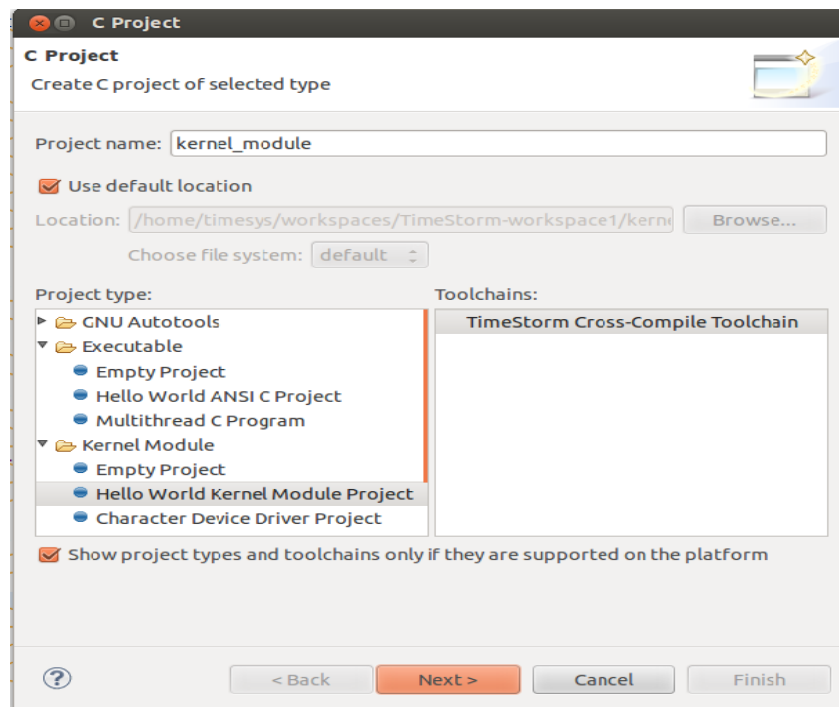 C Project
C Project
Create C project of selected type
Project name: kernel_module
Use default location
Location: /home/timesys/workspaces/TimeStorm-workspace1/kerne Browse...
Choose file system: default
Project type: Toolchains:
GNU Autotools TimeStorm Cross-Compile Toolchain
Executable
Empty Project
Hello World ANSI C Project
Multithread C Program
Kernel Module
Empty Project
Hello World Kernel Module Project
Character Device Driver Project
Show project types and toolchains only if they are supported on the platform
? < Back Next > Cancel Finish